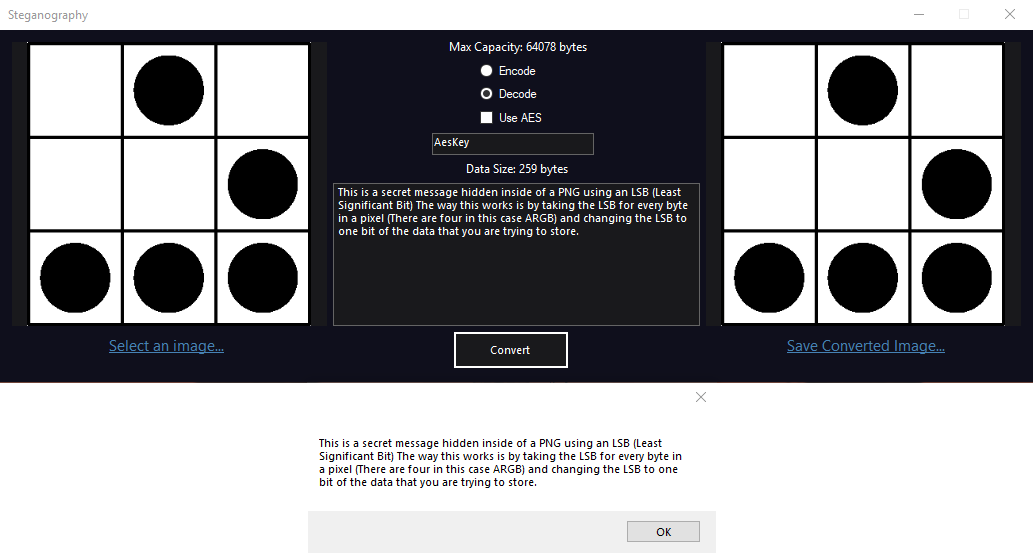 Steganography
Max Capacity: 64078 bytes
Encode
Decode
Use AES
AesKey
Data Size: 259 bytes
This is a secret message hidden inside of a PNG using an LSB (Least
Significant Bit) The way this works is by taking the LSB for every byte
in a pixel (There are four in this case ARGB) and changing the LSB to
one bit of the data that you are trying to store.
Select an image...
Convert
Save Converted Image...
This is a secret message hidden inside of a PNG using an LSB (Least
Significant Bit) The way this works is by taking the LSB for every byte in
a pixel (There are four in this case ARGB) and changing the LSB to one
bit of the data that you are trying to store.
OK